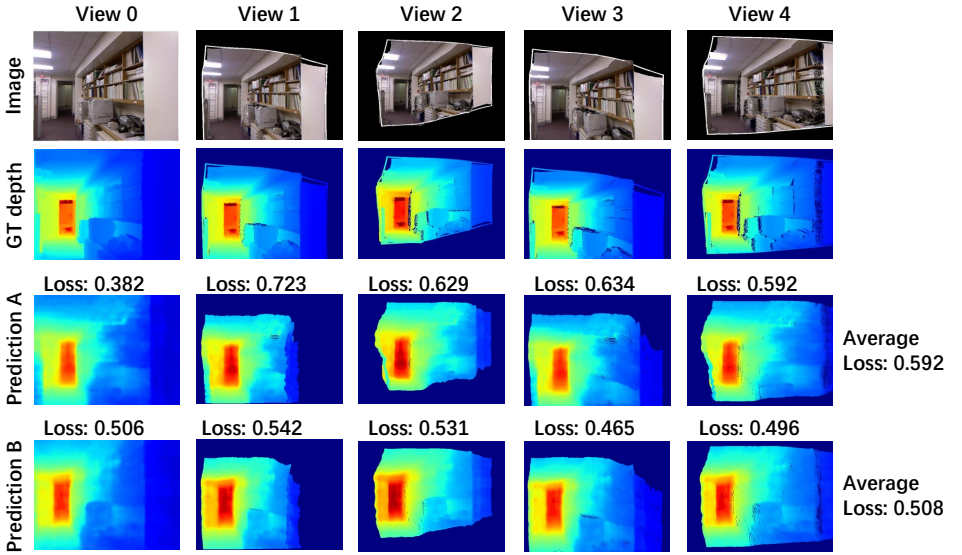 View 0 View 1 View 2 View 3 View 4
Image
GT depth
Loss: 0.382 Loss: 0.723 Loss: 0.629 Loss: 0.634 Loss: 0.592
Prediction A
Average
Loss: 0.592
Loss: 0.506 Loss: 0.542 Loss: 0.531 Loss: 0.465 Loss: 0.496
Prediction B
Average
Loss: 0.508